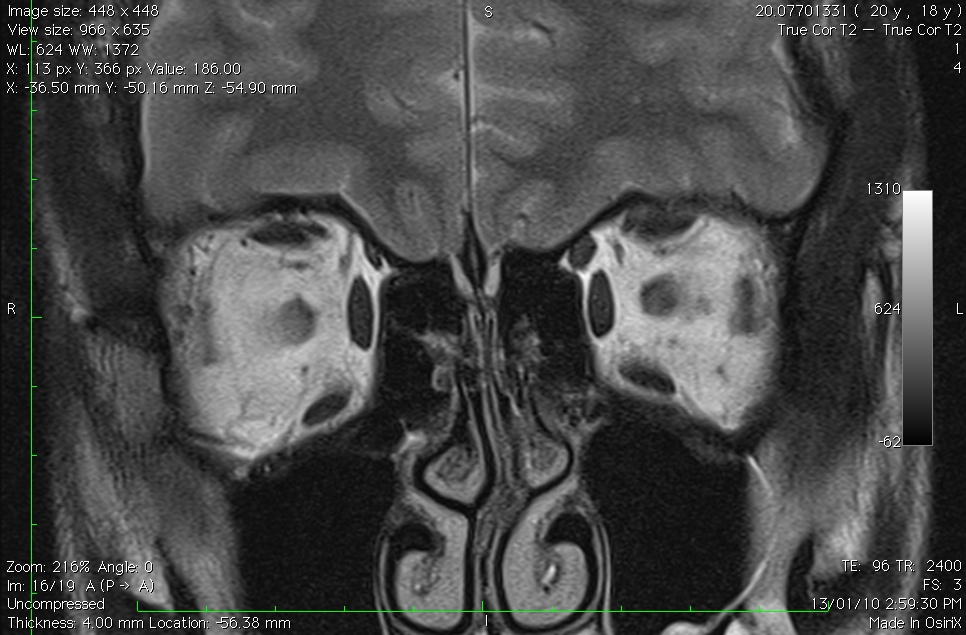 Image size: 448 x 448
View size: 966 x 635
WL: 624 WW: 1372
X: 113 px Y: 366 px Value: 186.00
X: -36.50 mm Y: -50.16 mm Z: -54.90 mm
S
20.07701331 ( 20 y , 18 y )
True Cor T2 — True Cor T2
1
4
1310
R
624
L
-62
Zoom: 216% Angle: 0
Im: 16/19 A (P -> A)
Uncompressed
Thickness: 4.00 mm Location: -56.38 mm
I
TE: 96 TR: 2400
FS: 3
13/01/10 2:59:30 PM
Made In OsiriX